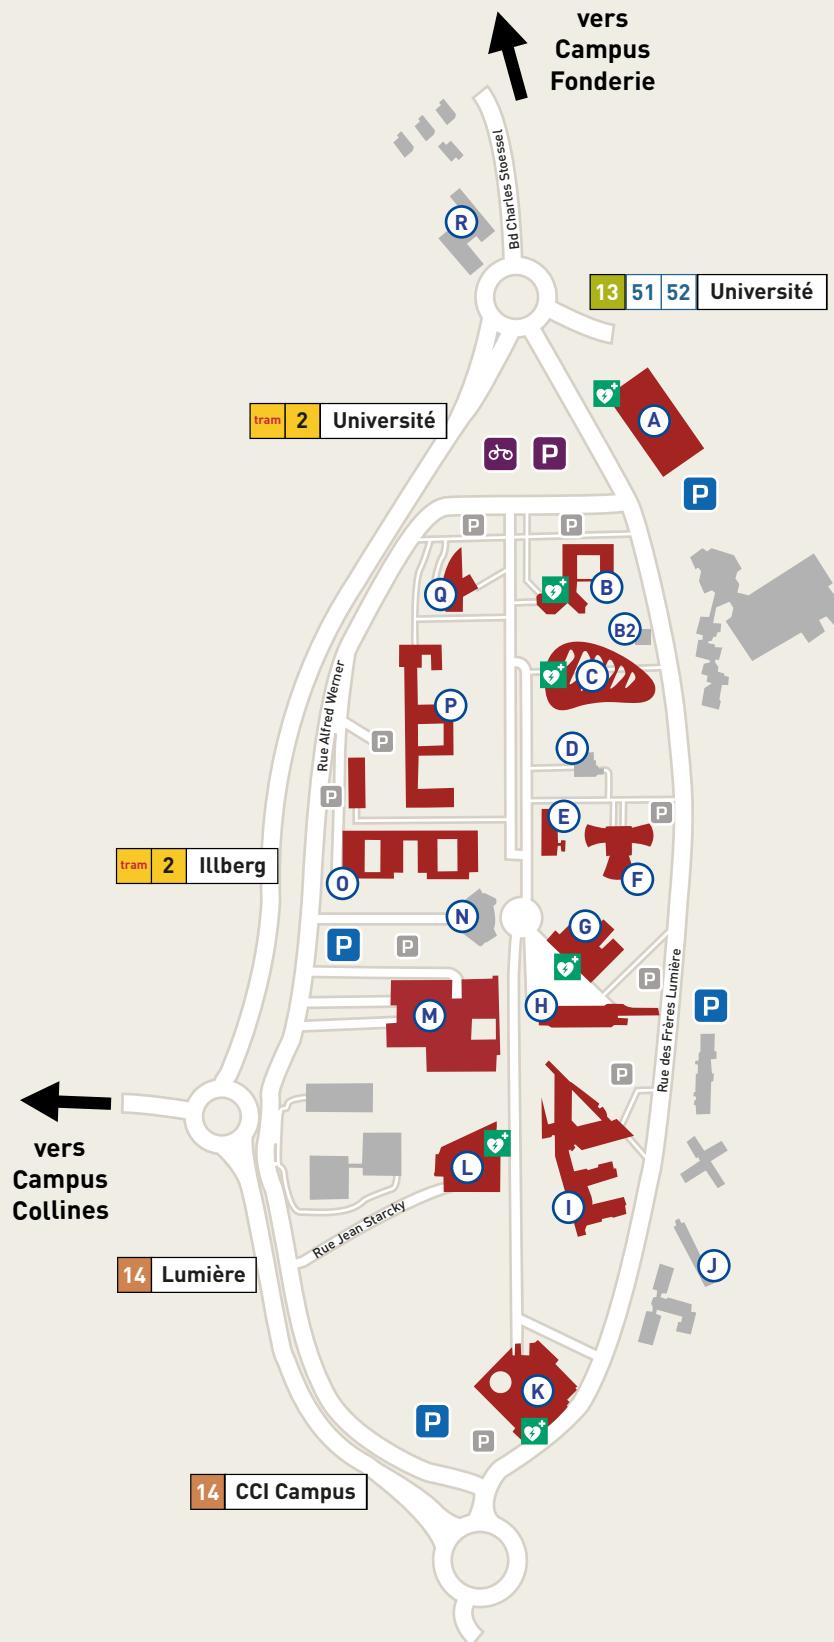 vers
Campus
Fonderie
Bd Charles Stoessel
R
13 51 52 Université
tram 2 Université
A
P
P
P P
Q
B
B2
C
P
Rue Alfred Werner
P
D
P
E
P
F
tram 2 Illberg
O
N
G
P
P
P
H
P
M
Rue des Frères Lumière
P
vers
Campus
Collines
L
I
Rue Jean Starcky
J
14 Lumière
K
P
P
14 CCI Campus